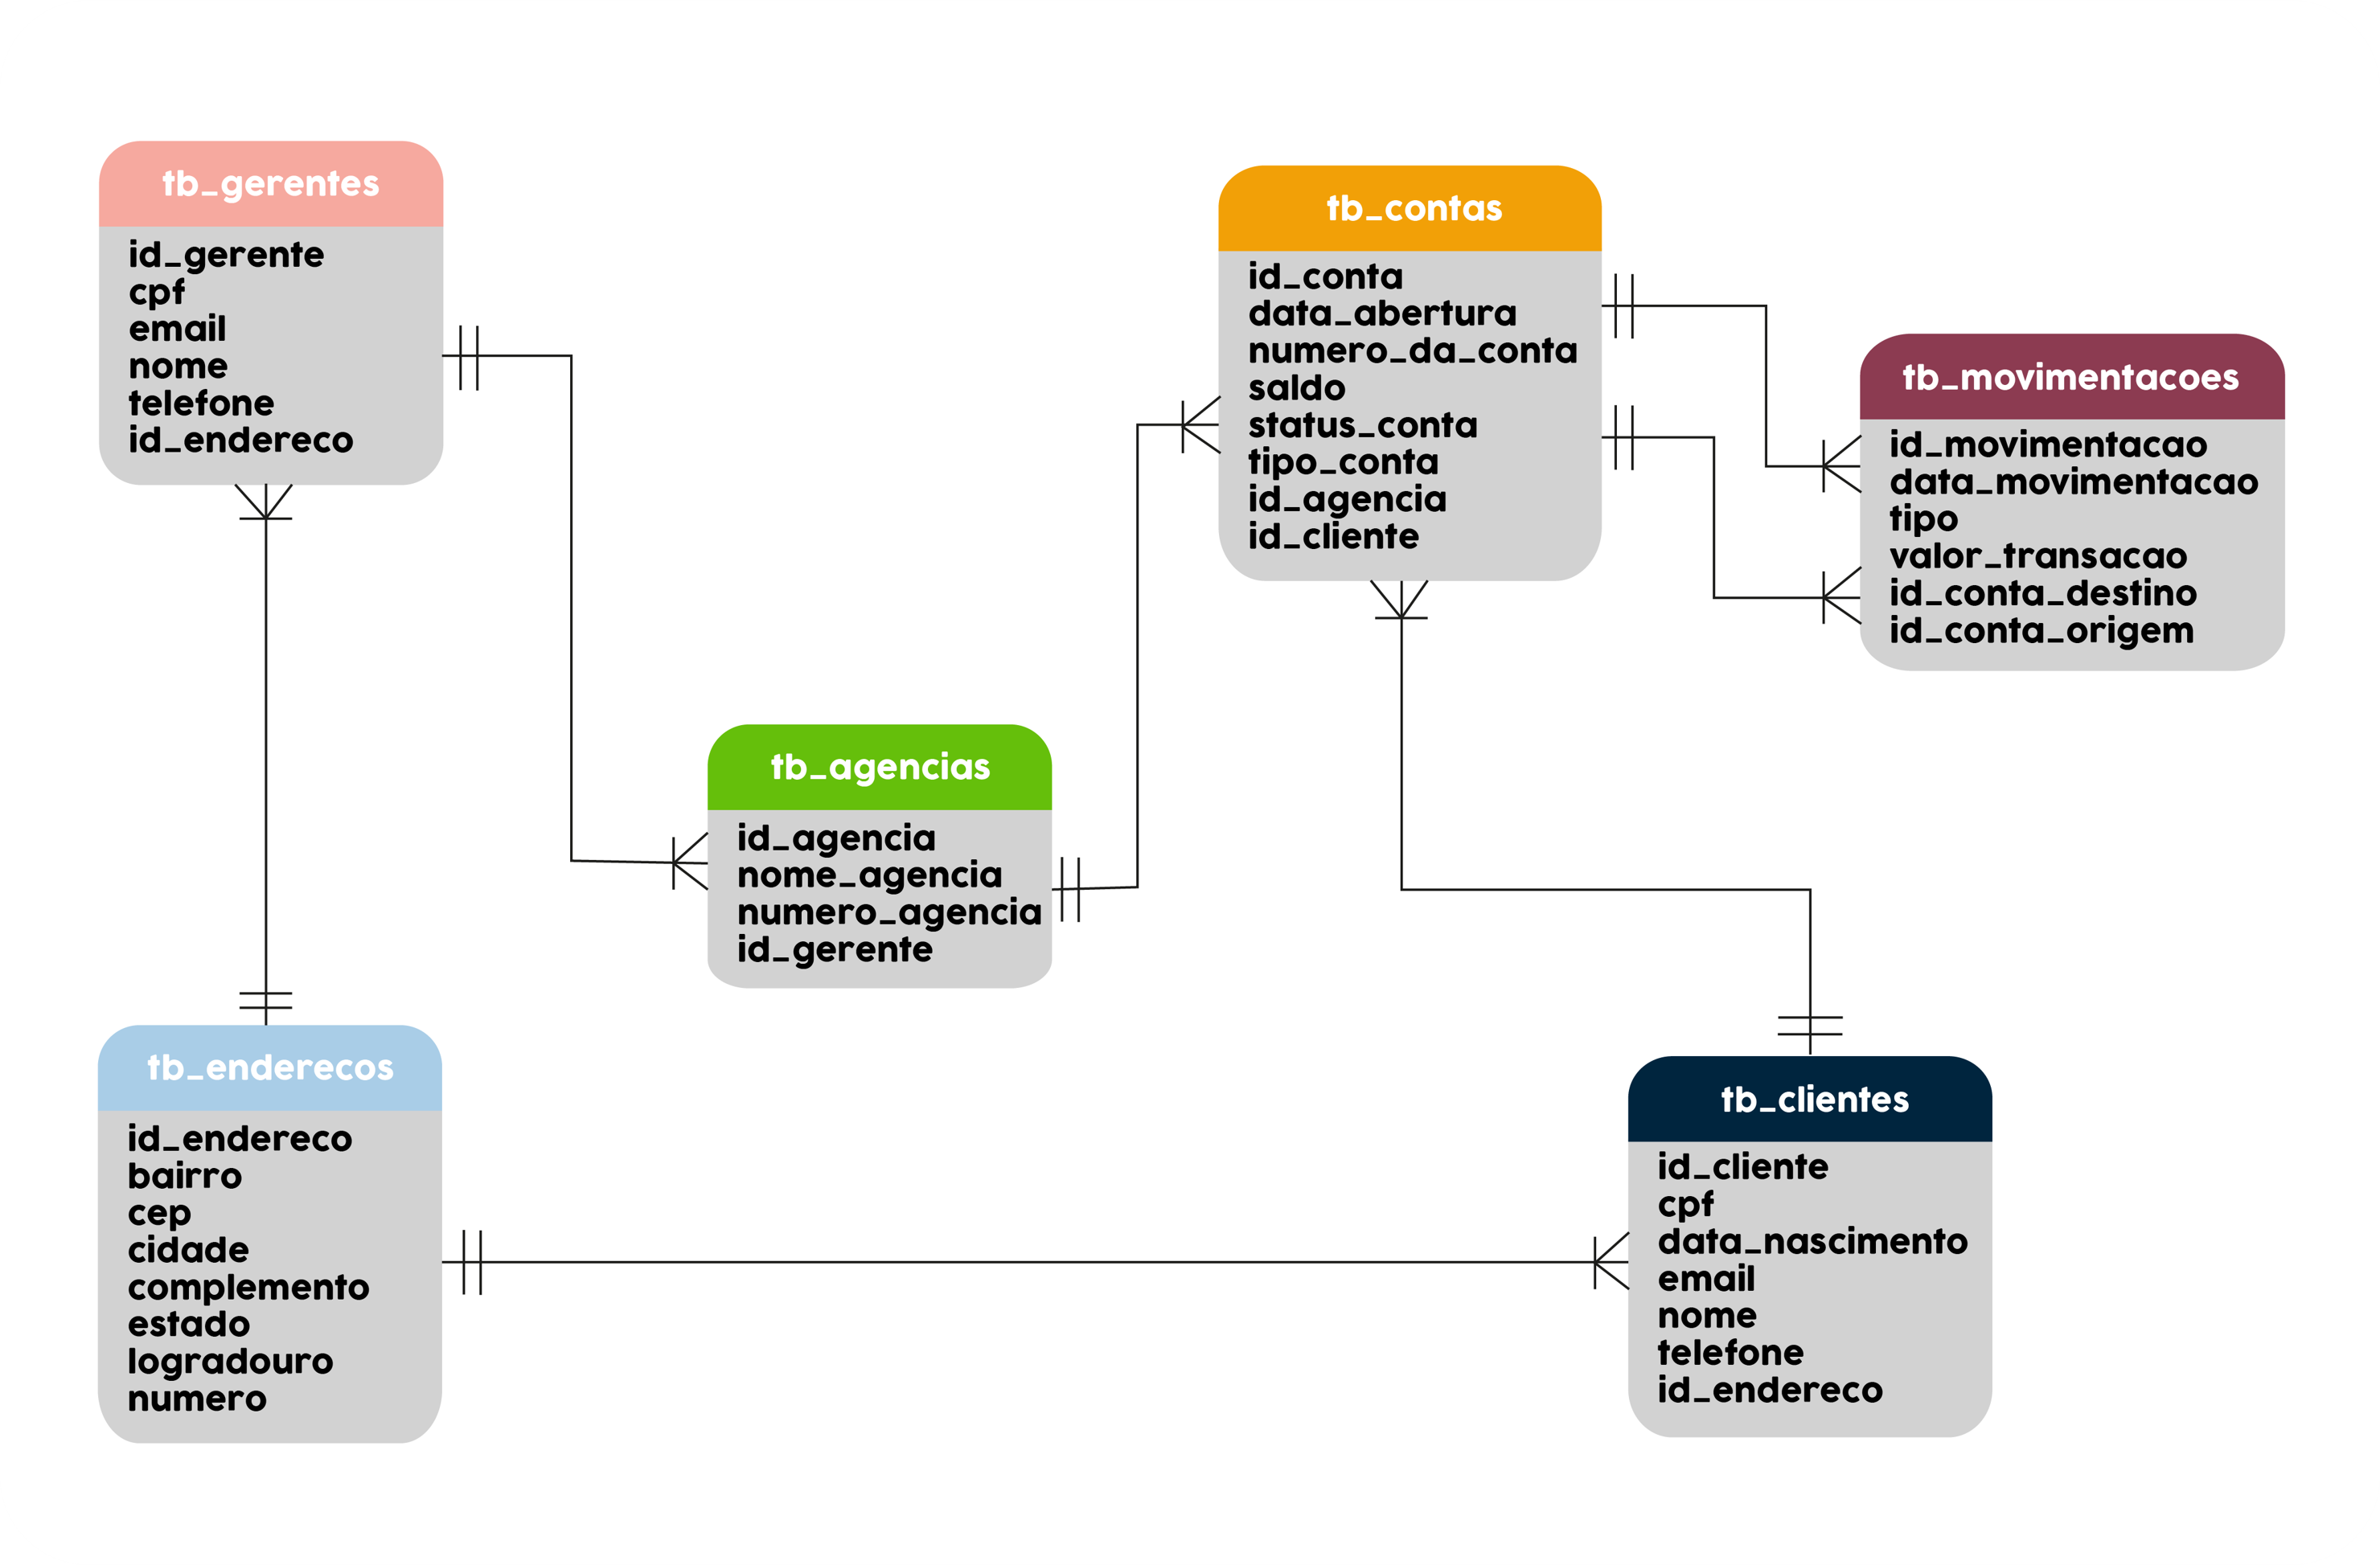 tb_gerentes
id_gerente
cpf
email
nome
telefone
id_endereco
tb_contas
id_conta
data_abertura
numero_da_conta
saldo
status_conta
tipo_conta
id_agencia
id_cliente
tb_movimentacoes
id_movimentacao
data_movimentacao
tipo
valor_transacao
id_conta_destino
id_conta_origem
tb_agencias
id_agencia
nome_agencia
numero_agencia
id_gerente
tb_enderecos
id_endereco
bairro
cep
cidade
complemento
estado
logradouro
numero
tb_clientes
id_cliente
cpf
data_nascimento
email
nome
telefone
id_endereco